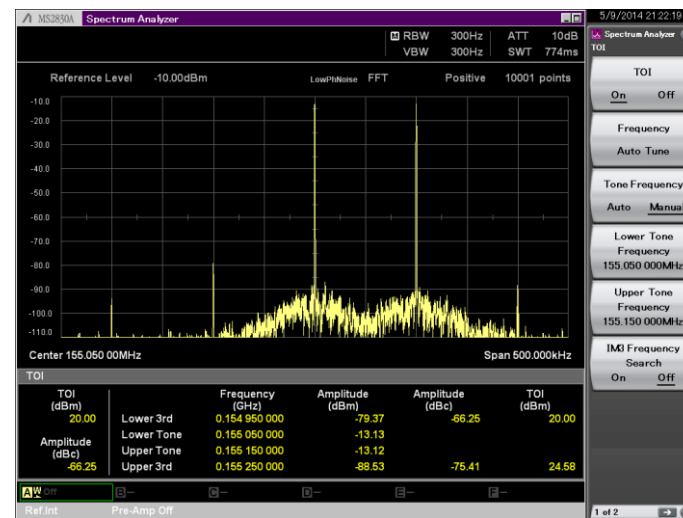 MS2830A Spectrum Analyzer
5/9/2014 21:22:19
RBW 300Hz ATT 10dB
VBW 300Hz SWT 774ms
Reference Level -10.00dBm LowPhNoise FFT Positive 10001 points
-10.0
-20.0
-30.0
-40.0
-50.0
-60.0
-70.0
-80.0
-90.0
-100.0
-110.0
Center 155.050 00MHz Span 500.000kHz
TOI
TOI Frequency Amplitude Amplitude TOI
(dBm) (GHz) (dBm) (dBc) (dBm)
20.00 Lower 3rd 0.154 950 000 -79.37 -66.25 20.00
Lower Tone 0.155 050 000 -13.13
Amplitude
(dBc)
Upper Tone 0.155 150 000 -13.12
-66.25 Upper 3rd 0.155 250 000 -88.53 -75.41 24.58
A W Off B- C- D- E- F-
Ref.Int Pre-Amp Off
Spectrum Analyzer
TOI
TOI
On Off
Frequency
Auto Tune
Tone Frequency
Auto Manual
Lower Tone
Frequency
155.050 000MHz
Upper Tone
Frequency
155.150 000MHz
IM3 Frequency
Search
On Off
1 of 2